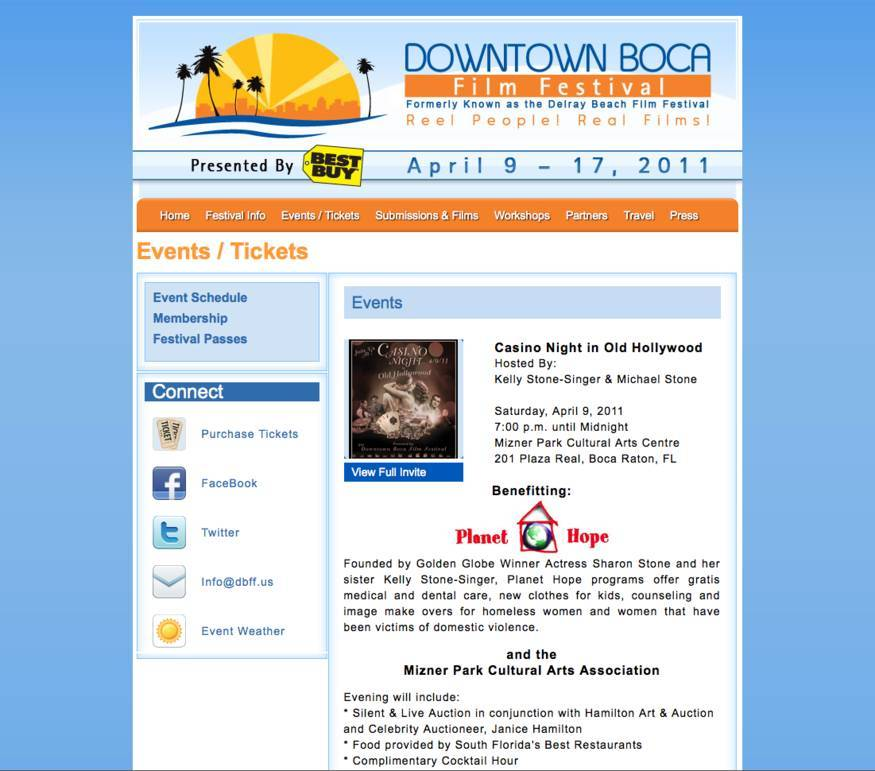 DOWNTOWN BOCA
Film Festival
Formerly Known as the Delray Beach Film Festival
Reel People! Real Films!
Presented By BEST BUY April 9 – 17, 2011
Home Festival Info Events / Tickets Submissions & Films Workshops Partners Travel Press
Events / Tickets
Event Schedule
Membership
Festival Passes
Connect
TICKET
Purchase Tickets
FaceBook
Twitter
Info@dbff.us
Event Weather
Events
CASINO
NIGHT 4/9/11
Old Hollywood
Downtown Boca Film Festival
View Full Invite
Casino Night in Old Hollywood
Hosted By:
Kelly Stone-Singer & Michael Stone
Saturday, April 9, 2011
7:00 p.m. until Midnight
Mizner Park Cultural Arts Centre
201 Plaza Real, Boca Raton, FL
Benefitting:
Planet Hope
Founded by Golden Globe Winner Actress Sharon Stone and her
sister Kelly Stone-Singer, Planet Hope programs offer gratis
medical and dental care, new clothes for kids, counseling and
image make overs for homeless women and women that have
been victims of domestic violence.
and the
Mizner Park Cultural Arts Association
Evening will include:
* Silent & Live Auction in conjunction with Hamilton Art & Auction
and Celebrity Auctioneer, Janice Hamilton
* Food provided by South Florida's Best Restaurants
* Complimentary Cocktail Hour